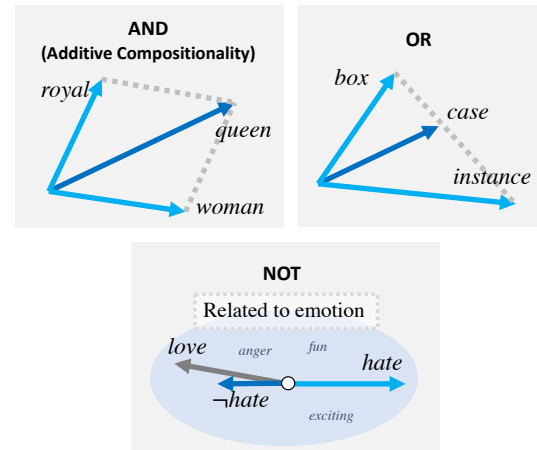 AND
(Additive Compositionality)
royal
queen
woman
OR
box
case
instance
NOT
Related to emotion
love
anger
fun
hate
¬hate
exciting